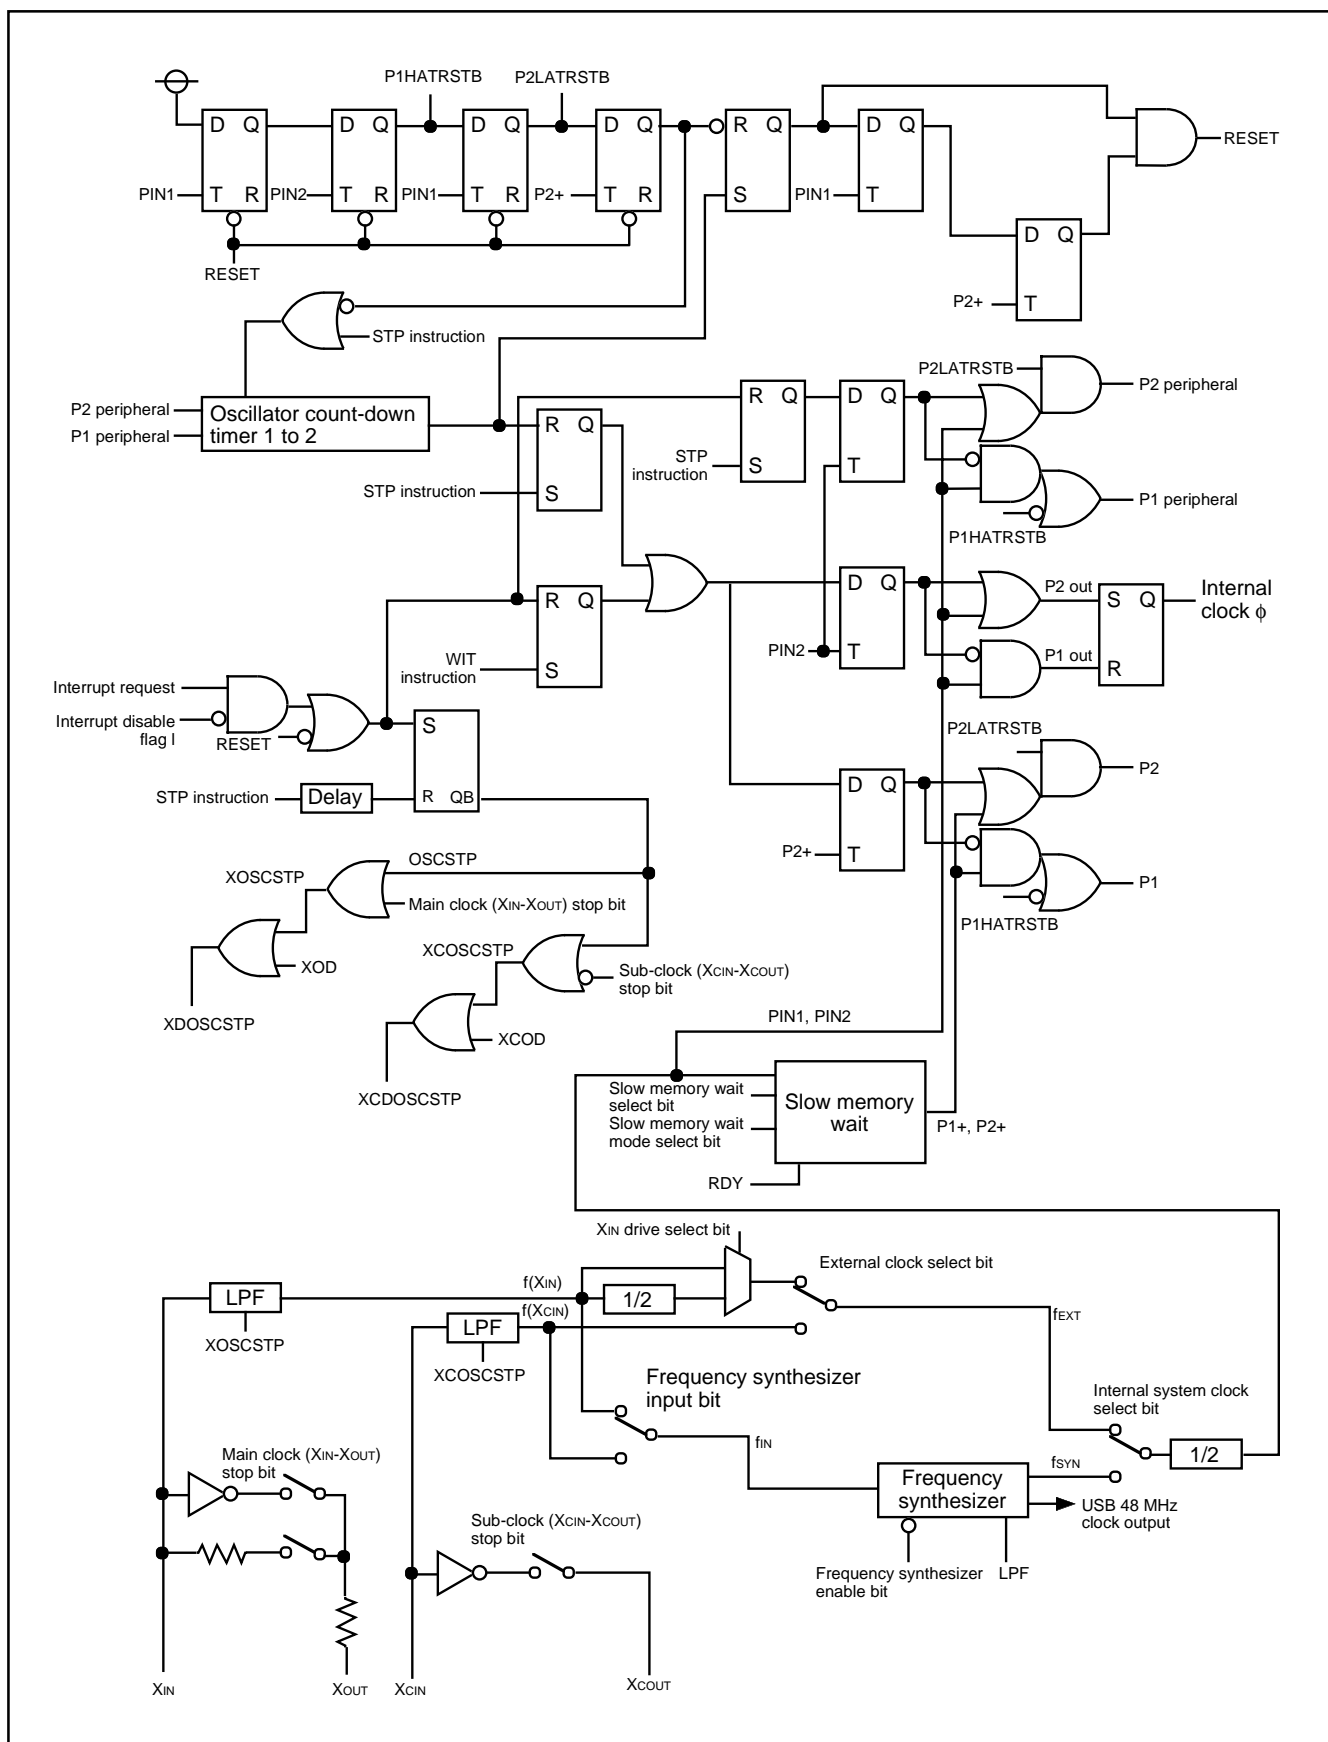 P1HATRSTB P2LATRSTB
D Q D Q D Q D Q R Q D Q
RESET
PIN1 T R PIN2 T R PIN1 T R P2+ T R S PIN1 T
RESET
D Q
P2+ T
STP instruction
P2 peripheral
P1 peripheral
Oscillator count-down
timer 1 to 2
R Q
STP instruction S
R Q
STP
instruction
S
D Q
T
P2LATRSTB
P2 peripheral
P1 peripheral
P1HATRSTB
R Q
WIT
instruction
S
D Q
PIN2 T
P2 out
P1 out
S Q
R
Internal
clock ϕ
Interrupt request
Interrupt disable
flag I
RESET
S
STP instruction
Delay
R QB
P2LATRSTB
P2
D Q
P2+ T
P1
P1HATRSTB
OSCSTP
XOSCSTP
Main clock (XIN-XOUT) stop bit
XOD
XCOSCSTP
Sub-clock (XCIN-XCOUT)
stop bit
XDOSCSTP
XCOD
XCDOSCSTP
PIN1, PIN2
Slow memory wait
select bit
Slow memory wait
mode select bit
Slow memory
wait
P1+, P2+
RDY
XIN drive select bit
External clock select bit
LPF
f(XIN)
1/2
XOSCSTP
LPF
f(XCIN)
XCOSCSTP
fEXT
Frequency synthesizer
input bit
Internal system clock
select bit
fIN
1/2
Main clock (XIN-XOUT)
stop bit
Frequency
synthesizer
fSYN
USB 48 MHz
clock output
Sub-clock (XCIN-XCOUT)
stop bit
Frequency synthesizer
enable bit
LPF
XIN XOUT XCIN XCOUT